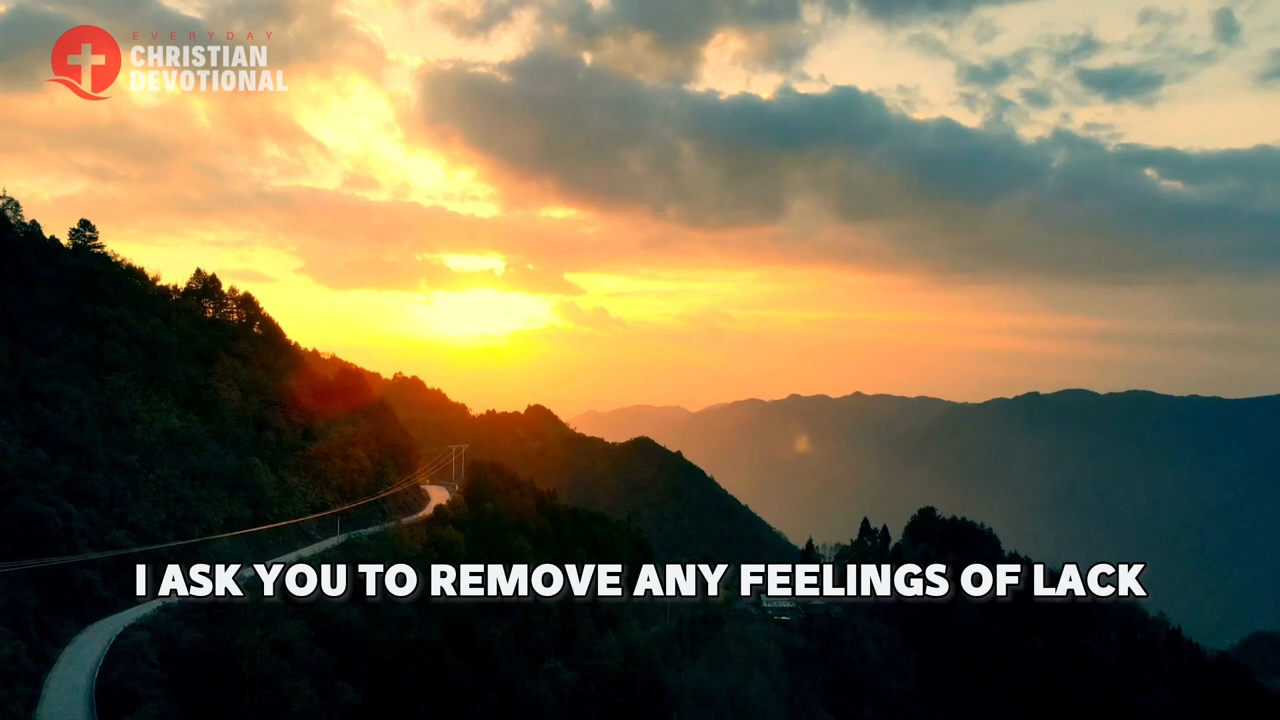 EVERYDAY
CHRISTIAN
DEVOTIONAL
I ASK YOU TO REMOVE ANY FEELINGS OF LACK